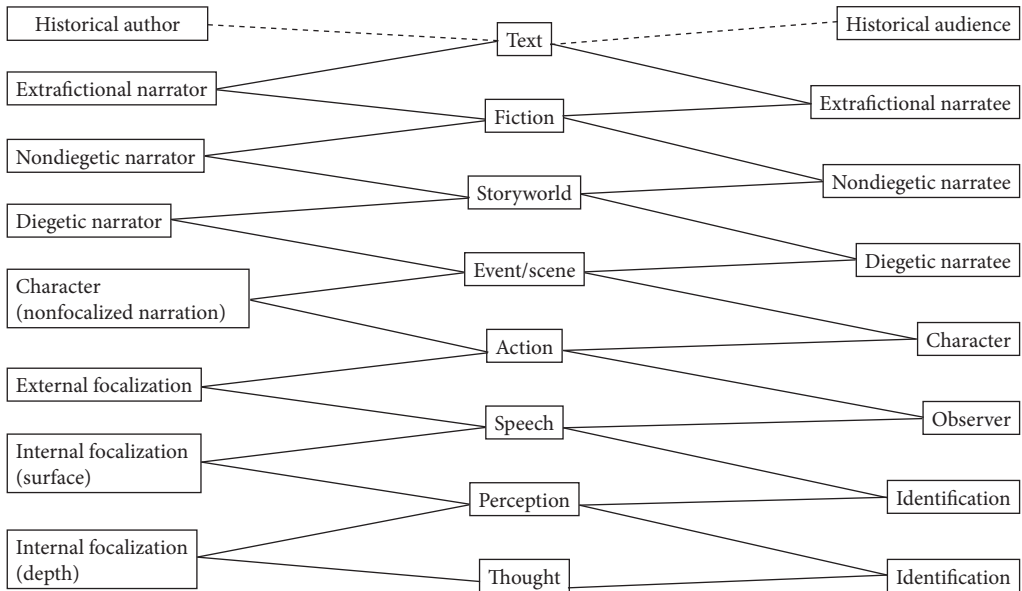 Historical author
Text
Historical audience
Extrafictional narrator
Extrafictional narratee
Fiction
Nondiegetic narrator
Nondiegetic narratee
Storyworld
Diegetic narrator
Diegetic narratee
Event/scene
Character
(nonfocalized narration)
Character
Action
External focalization
Observer
Speech
Internal focalization
(surface)
Identification
Perception
Internal focalization
(depth)
Identification
Thought